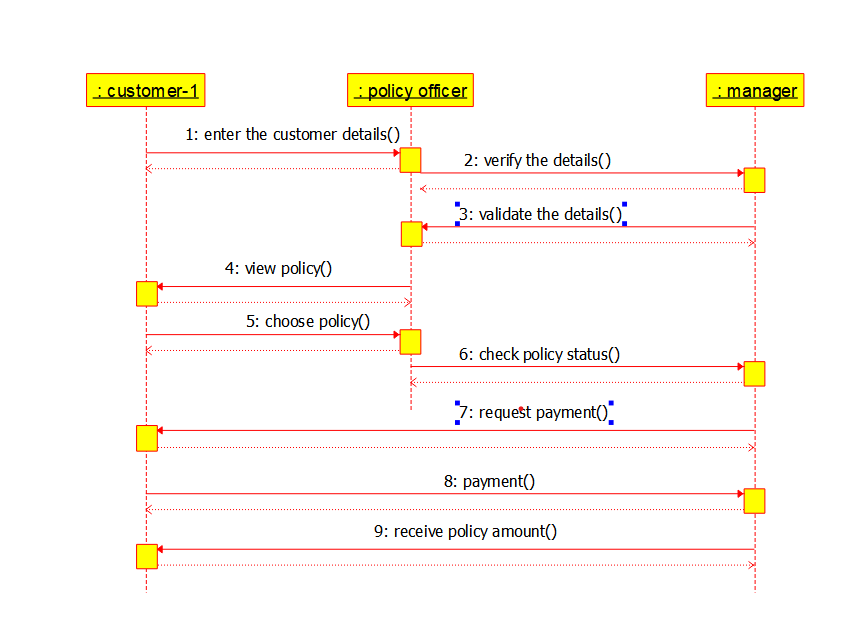 : customer-1 : policy officer : manager
1: enter the customer details()
2: verify the details()
3: validate the details()
4: view policy()
5: choose policy()
6: check policy status()
7: request payment()
8: payment()
9: receive policy amount()